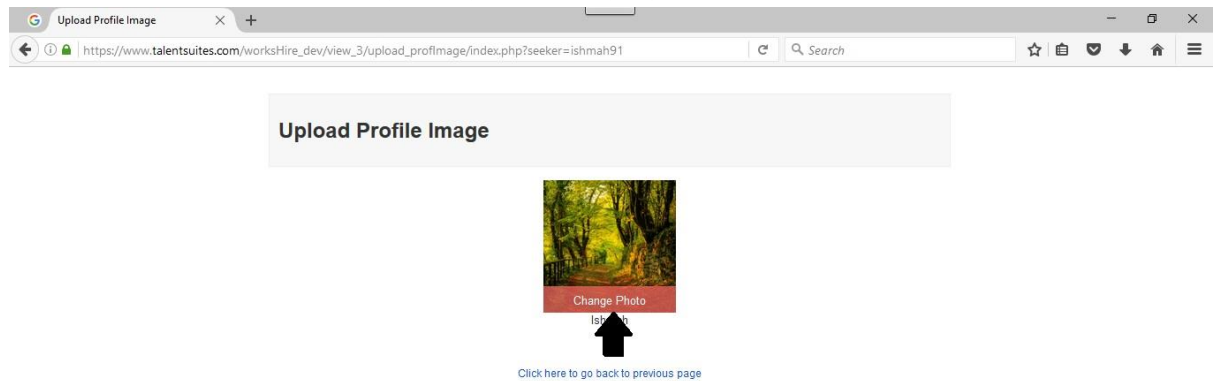 Upload Profile Image
https://www.talentsuites.com/worksHire_dev/view_3/upload_profImage/index.php?seeker=ishmah91
Search
Upload Profile Image
Change Photo
Click here to go back to previous page